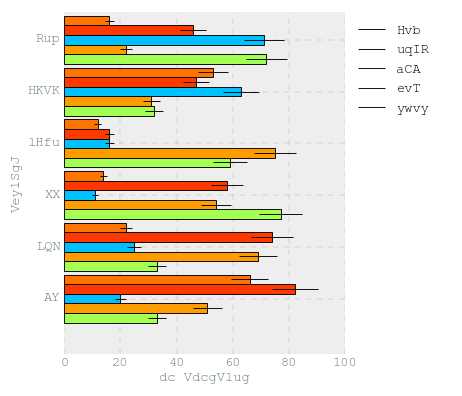 Rup
HKVK
lHfu
XX
LQN
AY
VeylSgJ
0 20 40 60 80 100
dc VdcgVlug
Hvb
uqIR
aCA
evT
ywvy